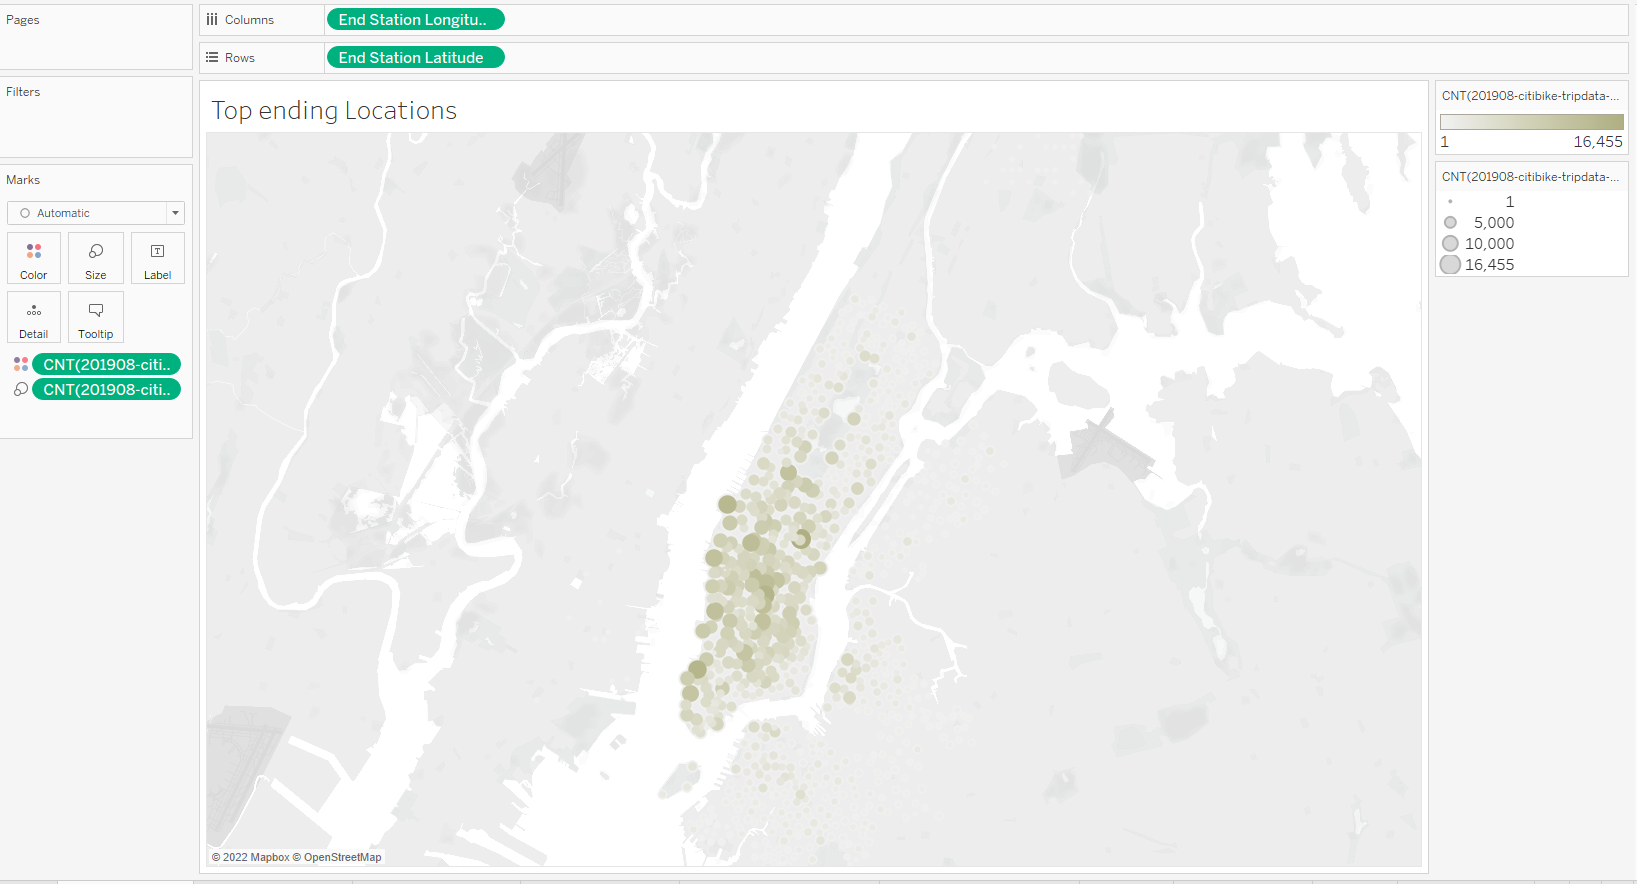 Pages
Columns
End Station Longitu..
Rows
End Station Latitude
Filters
Marks
Automatic
Color
Size
Label
Detail
Tooltip
CNT(201908-citi..
CNT(201908-citi..
Top ending Locations
© 2022 Mapbox © OpenStreetMap
CNT(201908-citibike-tripdata-...
1
16,455
CNT(201908-citibike-tripdata-...
1
5,000
10,000
16,455